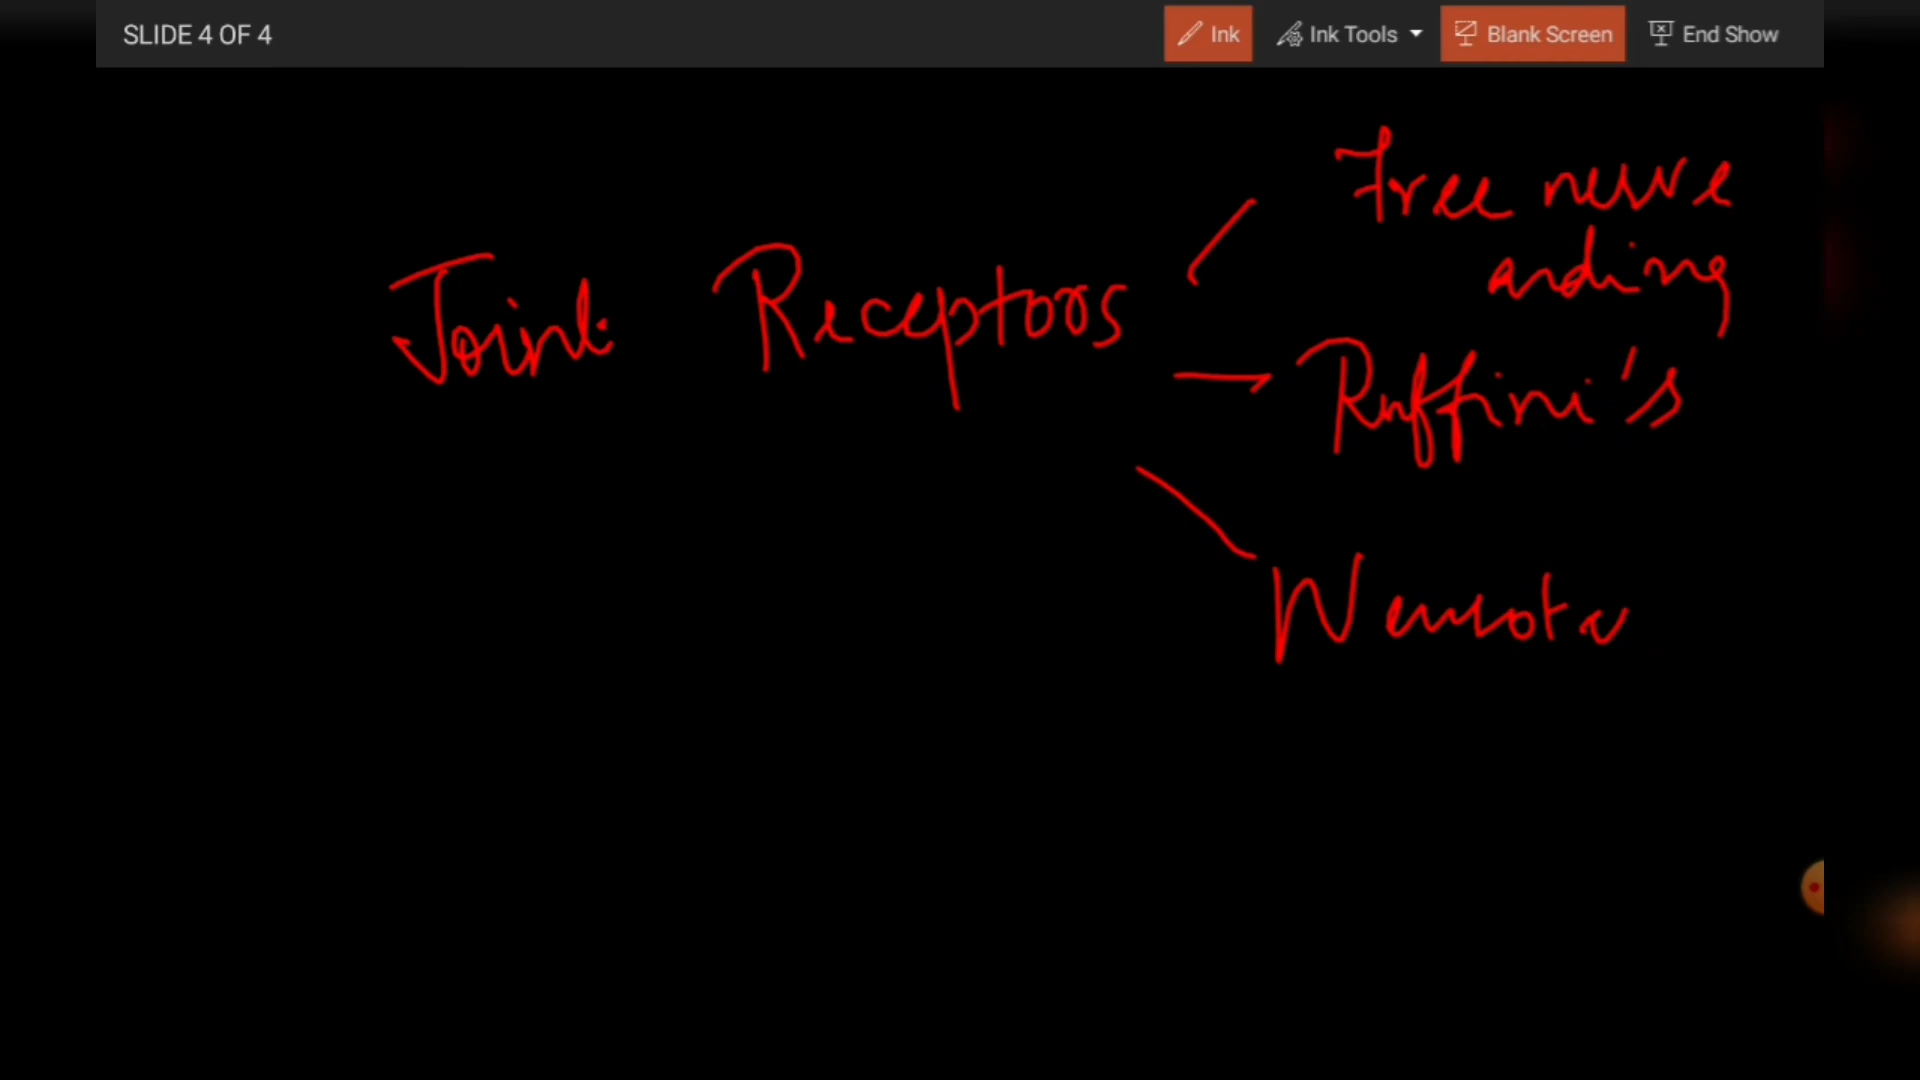 SLIDE 4 OF 4
Ink
Ink Tools
Blank Screen
End Show
Joint Receptors
Free nerve
ending
Ruffini's